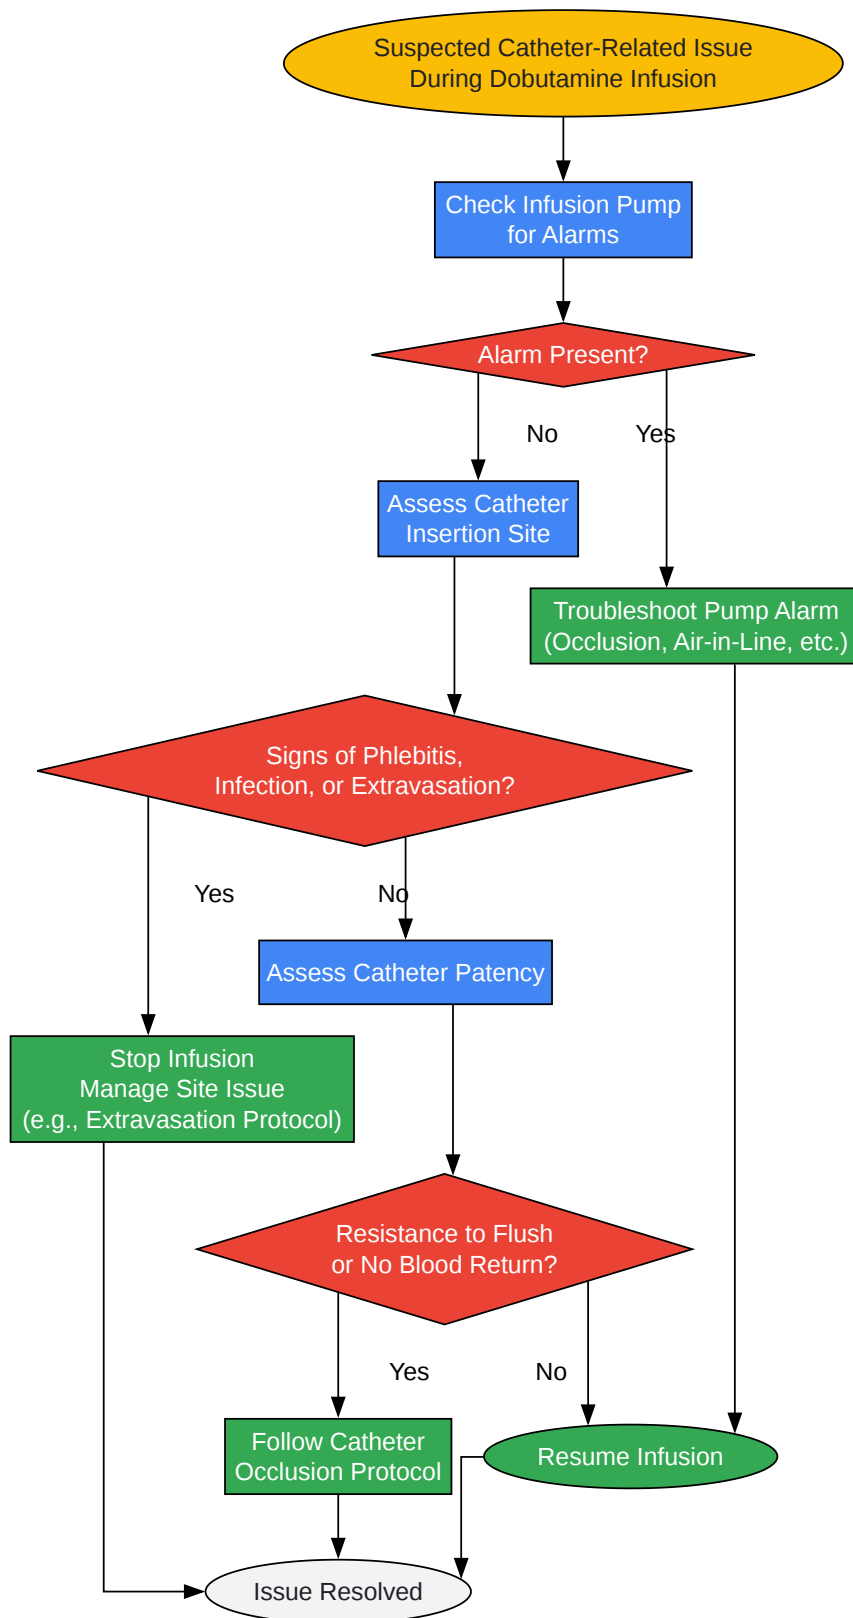 Suspected Catheter-Related Issue
During Dobutamine Infusion
Check Infusion Pump
for Alarms
Alarm Present?
No
Yes
Assess Catheter
Insertion Site
Troubleshoot Pump Alarm
(Occlusion, Air-in-Line, etc.)
Signs of Phlebitis,
Infection, or Extravasation?
Yes
No
Assess Catheter Patency
Stop Infusion
Manage Site Issue
(e.g., Extravasation Protocol)
Resistance to Flush
or No Blood Return?
Yes
No
Follow Catheter
Occlusion Protocol
Resume Infusion
Issue Resolved